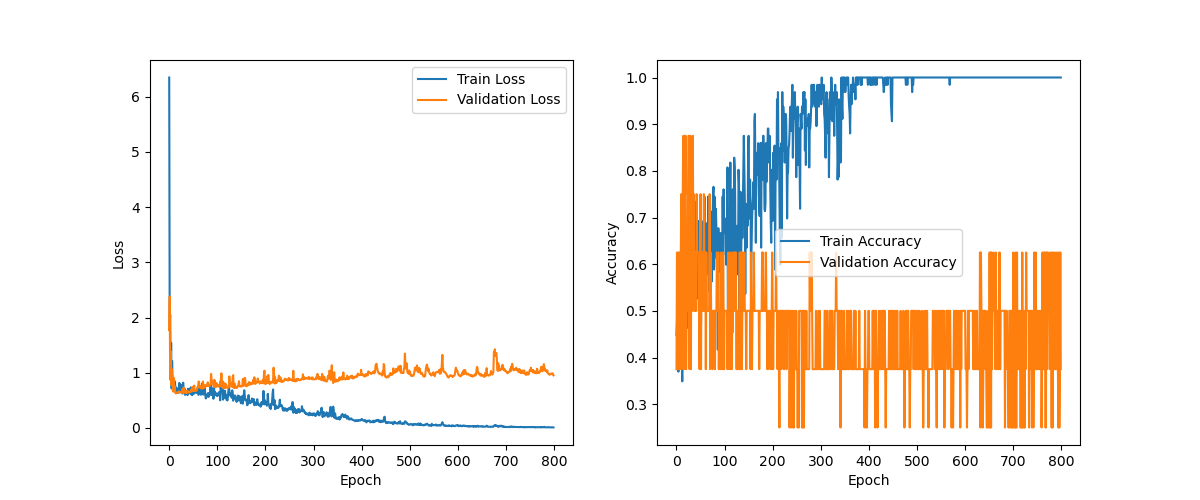 Train Loss
Validation Loss
6
5
4
3
2
1
0
Loss
0 100 200 300 400 500 600 700 800
Epoch
1.0
0.9
0.8
0.7
0.6
0.5
0.4
0.3
Accuracy
Train Accuracy
Validation Accuracy
0 100 200 300 400 500 600 700 800
Epoch